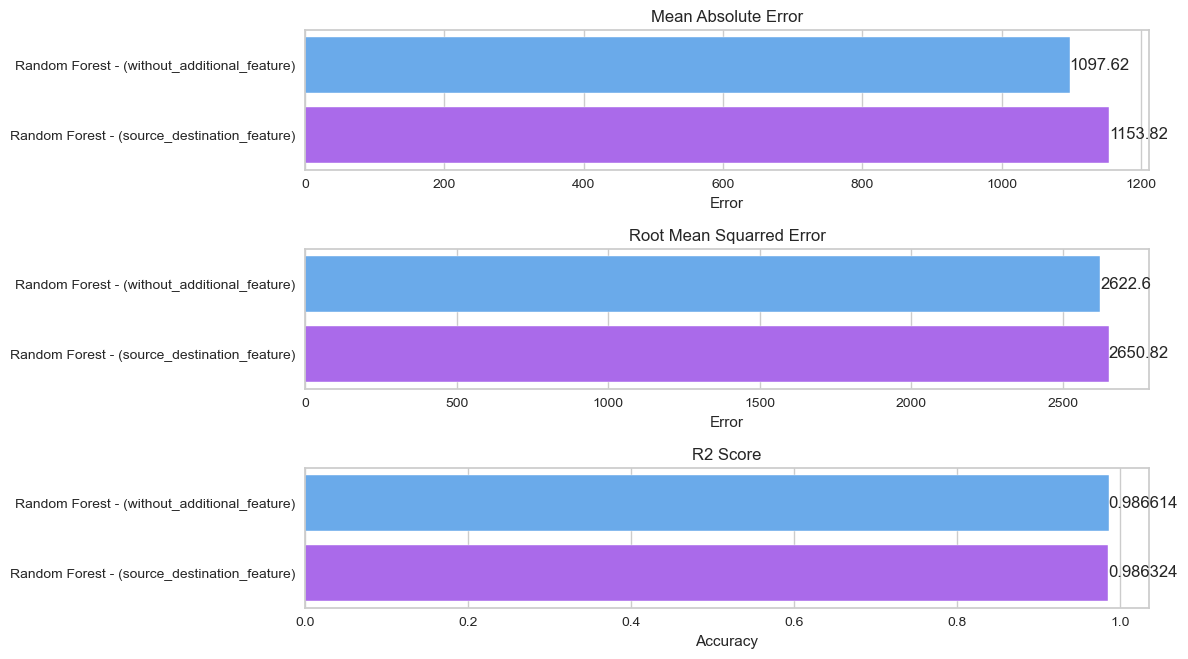 Mean Absolute Error
Random Forest - (without_additional_feature)
1097.62
Random Forest - (source_destination_feature)
1153.82
0 200 400 600 800 1000 1200
Error
Root Mean Squarred Error
Random Forest - (without_additional_feature)
2622.6
Random Forest - (source_destination_feature)
2650.82
0 500 1000 1500 2000 2500
Error
R2 Score
Random Forest - (without_additional_feature)
0.986614
Random Forest - (source_destination_feature)
0.986324
0.0 0.2 0.4 0.6 0.8 1.0
Accuracy